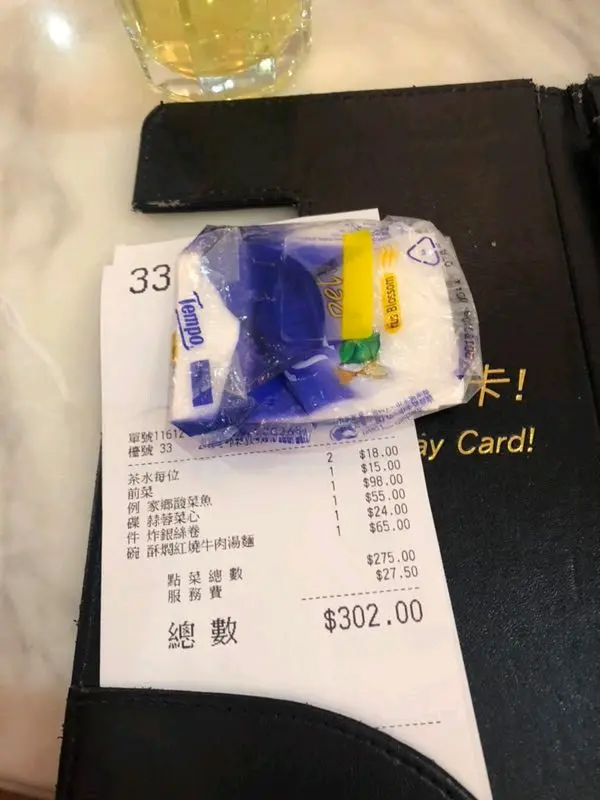 33
Tempo
us Blossom
卡!
ay Card!
單號11612
檯號 33
茶水每位 2 $18.00
前菜 1 $15.00
例 家鄉酸菜魚 1 $98.00
碟 蒜蓉菜心 1 $55.00
件 炸銀絲卷 1 $24.00
碗 酥燜紅燒牛肉湯麵 1 $65.00
點菜總數 $275.00
服務費 $27.50
總數 $302.00